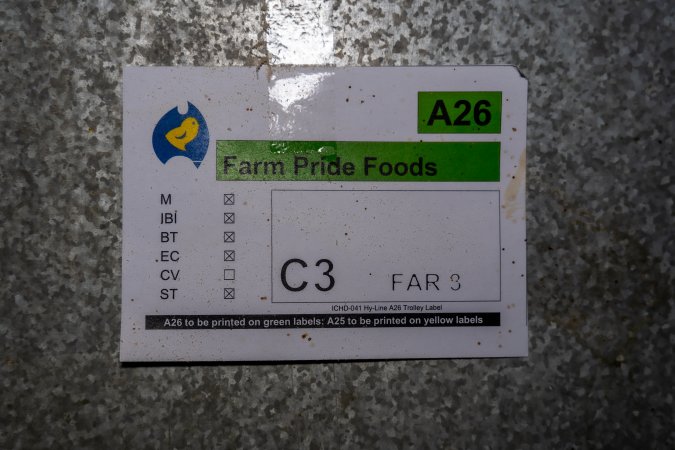 A26
Farm Pride Foods
M ☒
IBİ ☒
BT ☒
.EC ☒
CV ☐
ST ☒
C3 FAR 3
ICHD-041 Hy-Line A26 Trolley Label
A26 to be printed on green labels: A25 to be printed on yellow labels